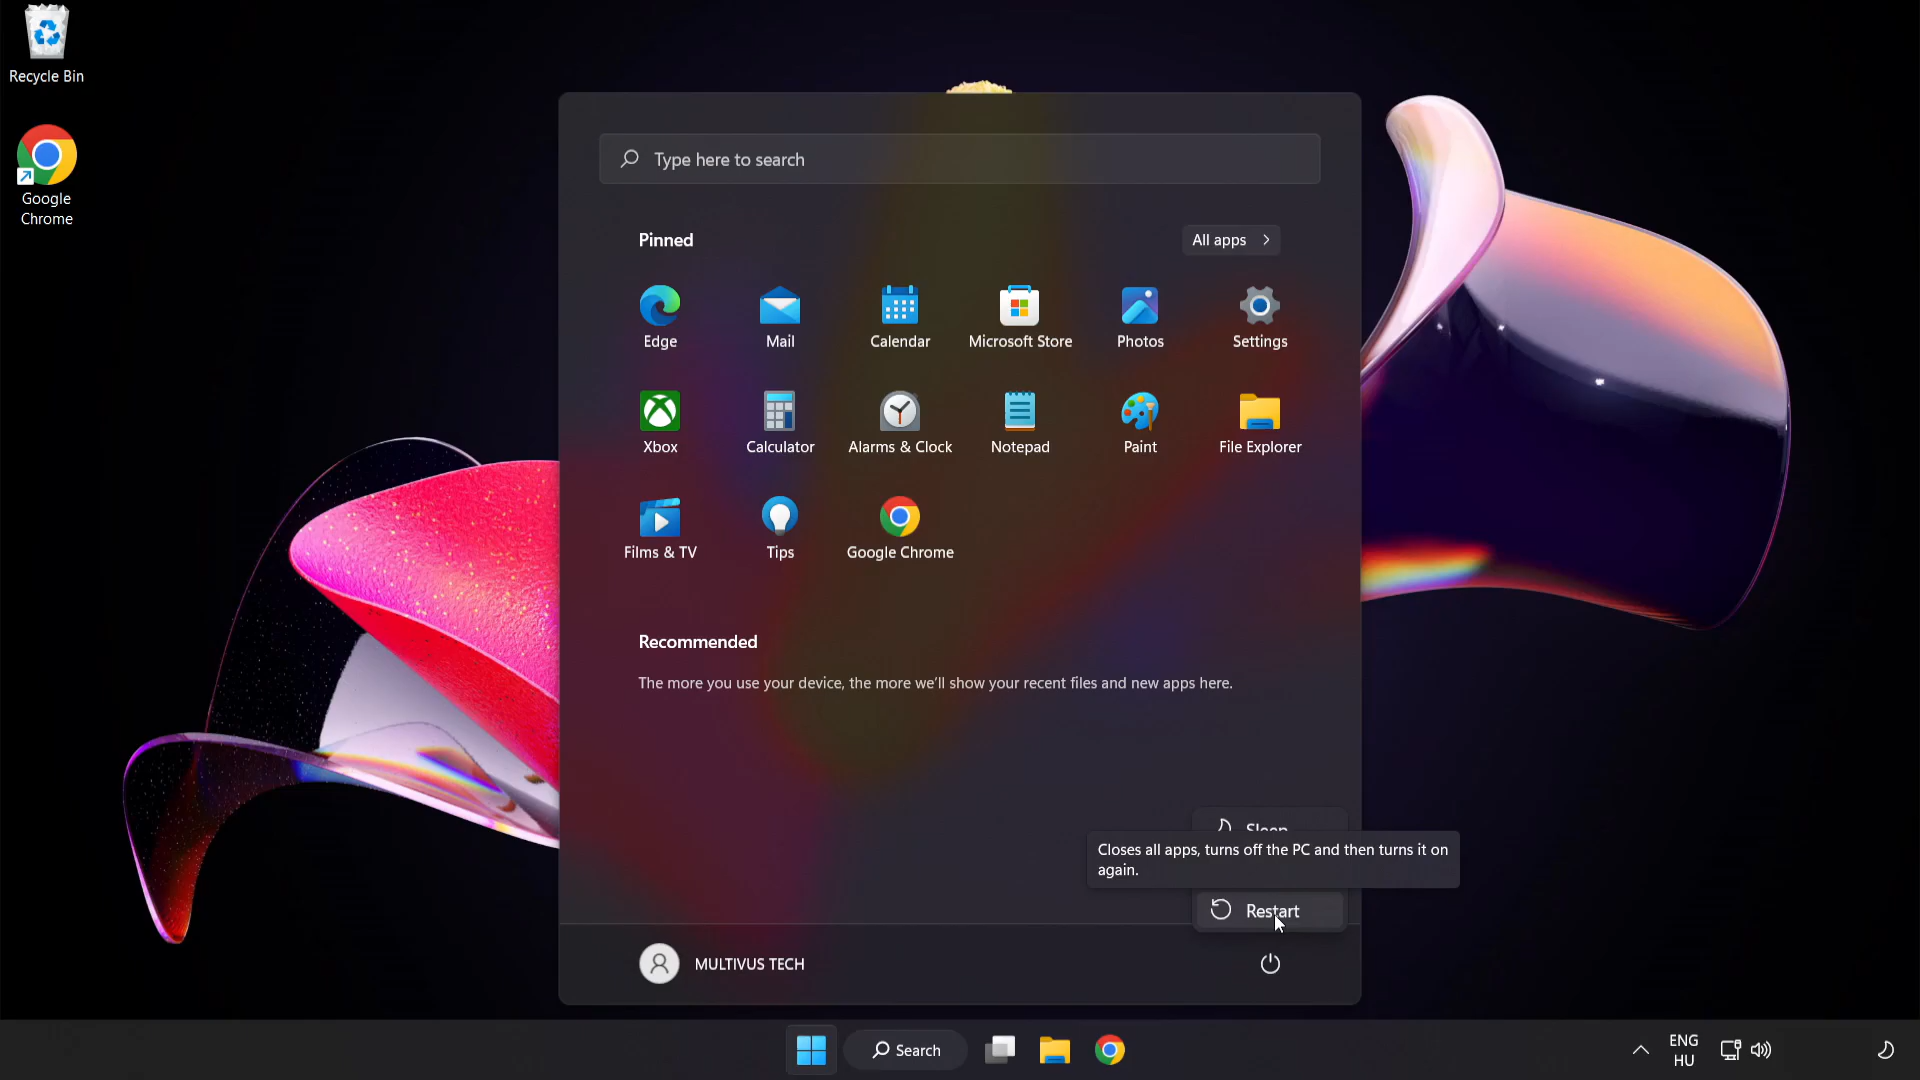 Recycle Bin
Google
Chrome
Type here to search
Pinned
All apps
Edge
Mail
Calendar
Microsoft Store
Photos
Settings
Xbox
Calculator
Alarms & Clock
Notepad
Paint
File Explorer
Films & TV
Tips
Google Chrome
Recommended
The more you use your device, the more we'll show your recent files and new apps here.
Sleep
Closes all apps, turns off the PC and then turns it on
again.
Restart
MULTIVUS TECH
Search
ENG
HU